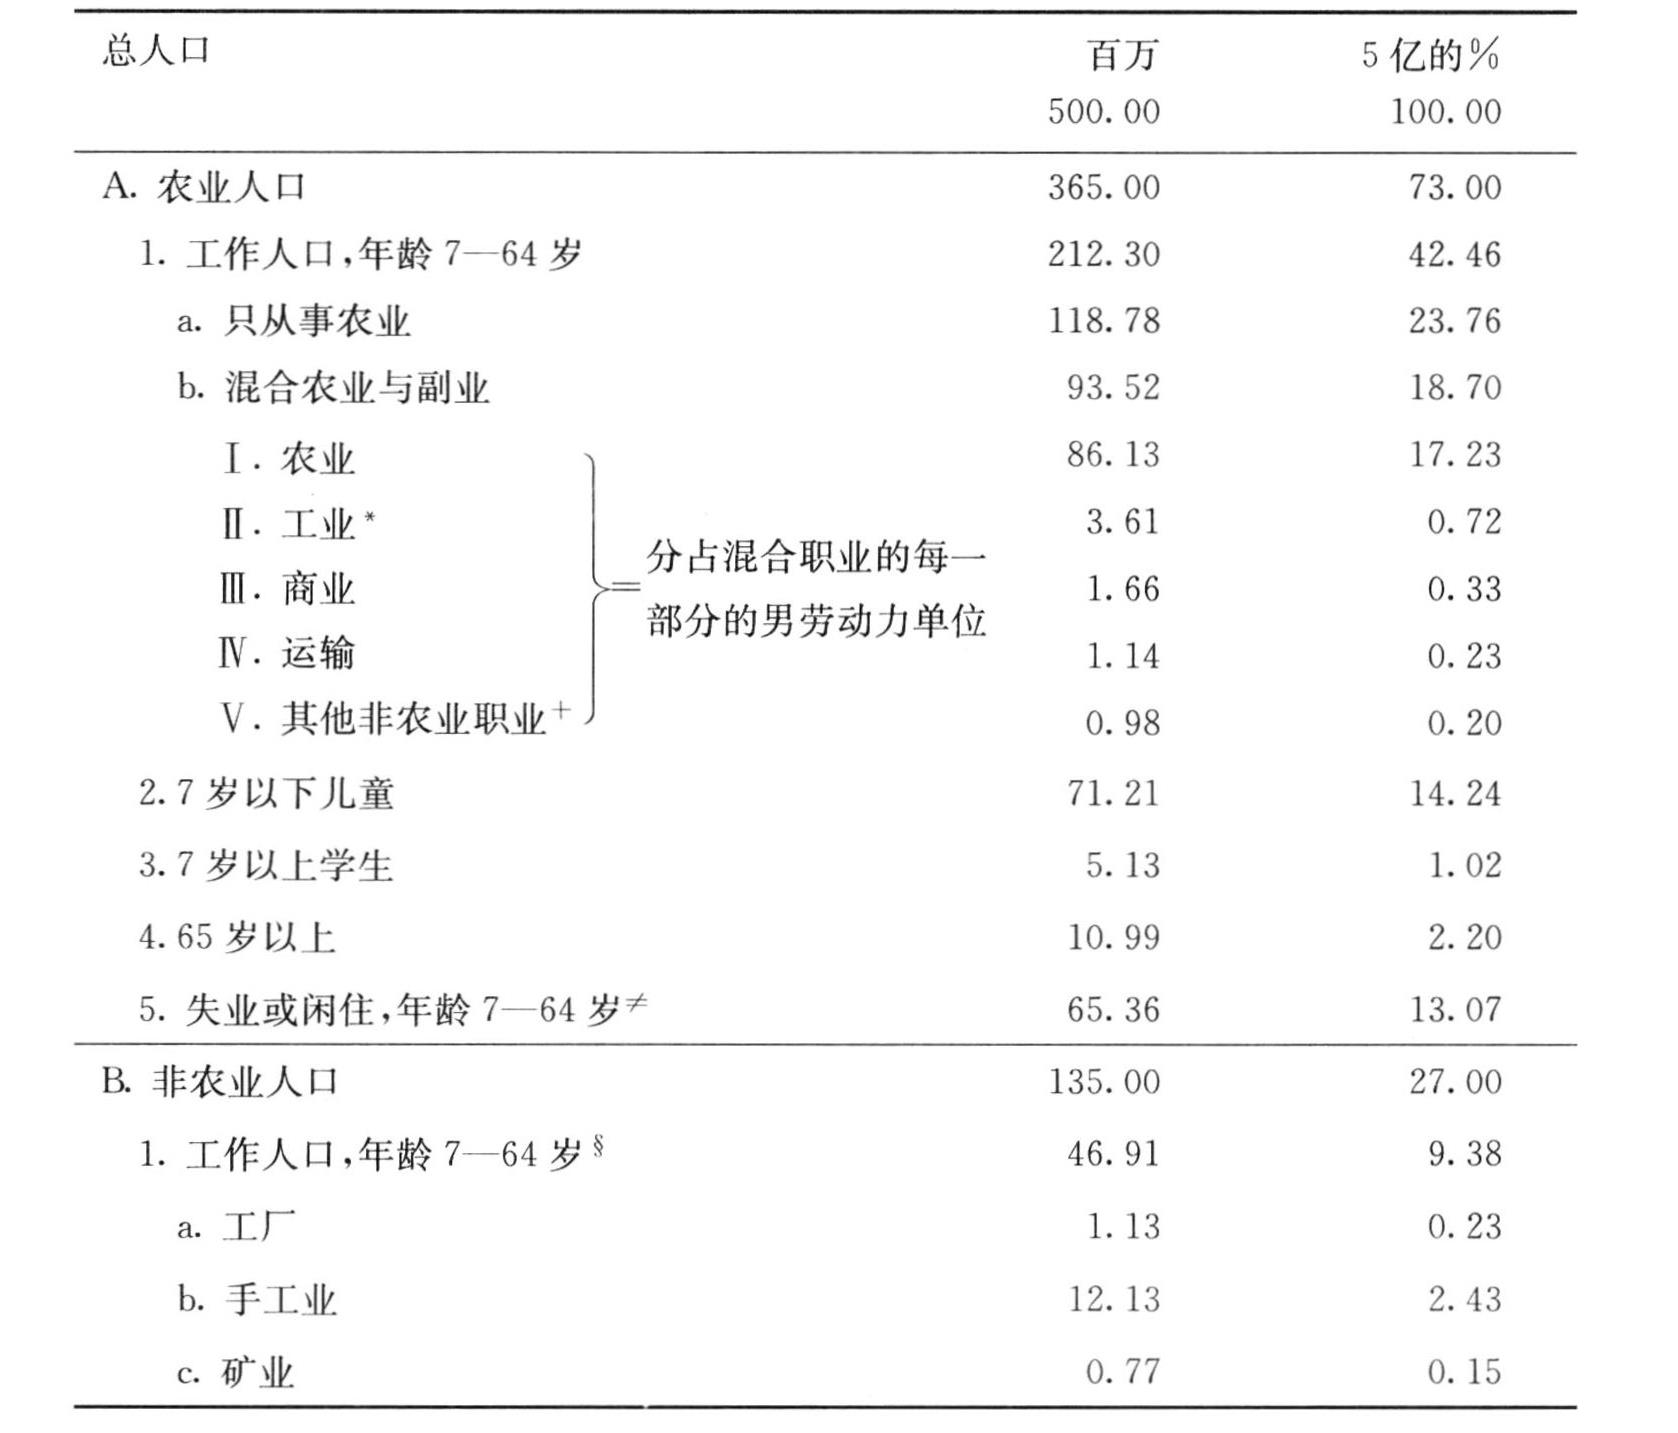 总人口 百万 5亿的%
500.00 100.00
A. 农业人口 365.00 73.00
1. 工作人口,年龄7—64岁 212.30 42.46
a. 只从事农业 118.78 23.76
b. 混合农业与副业 93.52 18.70
Ⅰ. 农业 86.13 17.23
Ⅱ. 工业* 3.61 0.72
分占混合职业的每一
Ⅲ. 商业 = 1.66 0.33
部分的男劳动力单位
Ⅳ. 运输 1.14 0.23
Ⅴ. 其他非农业职业+ 0.98 0.20
2. 7岁以下儿童 71.21 14.24
3. 7岁以上学生 5.13 1.02
4. 65岁以上 10.99 2.20
5. 失业或闲住,年龄7—64岁≠ 65.36 13.07
B. 非农业人口 135.00 27.00
1. 工作人口,年龄7—64岁§ 46.91 9.38
a. 工厂 1.13 0.23
b. 手工业 12.13 2.43
c. 矿业 0.77 0.15